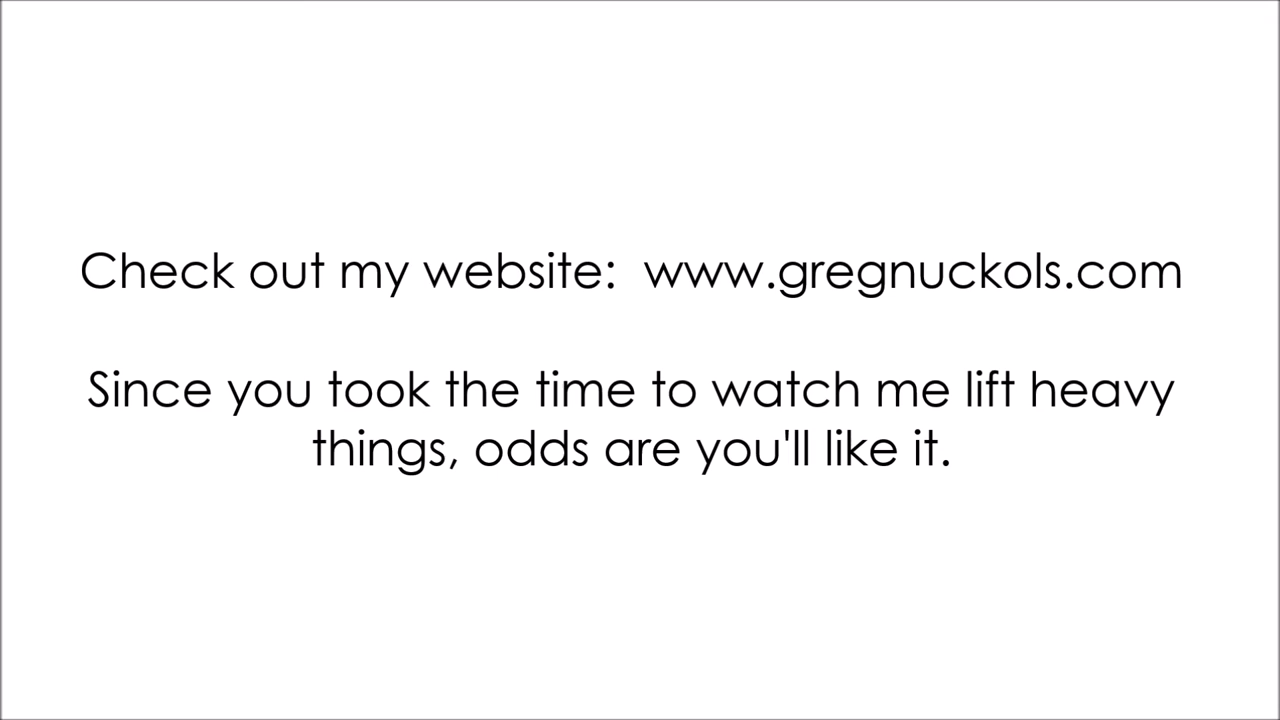 Check out my website:  www.gregnuckols.com
Since you took the time to watch me lift heavy
things, odds are you'll like it.